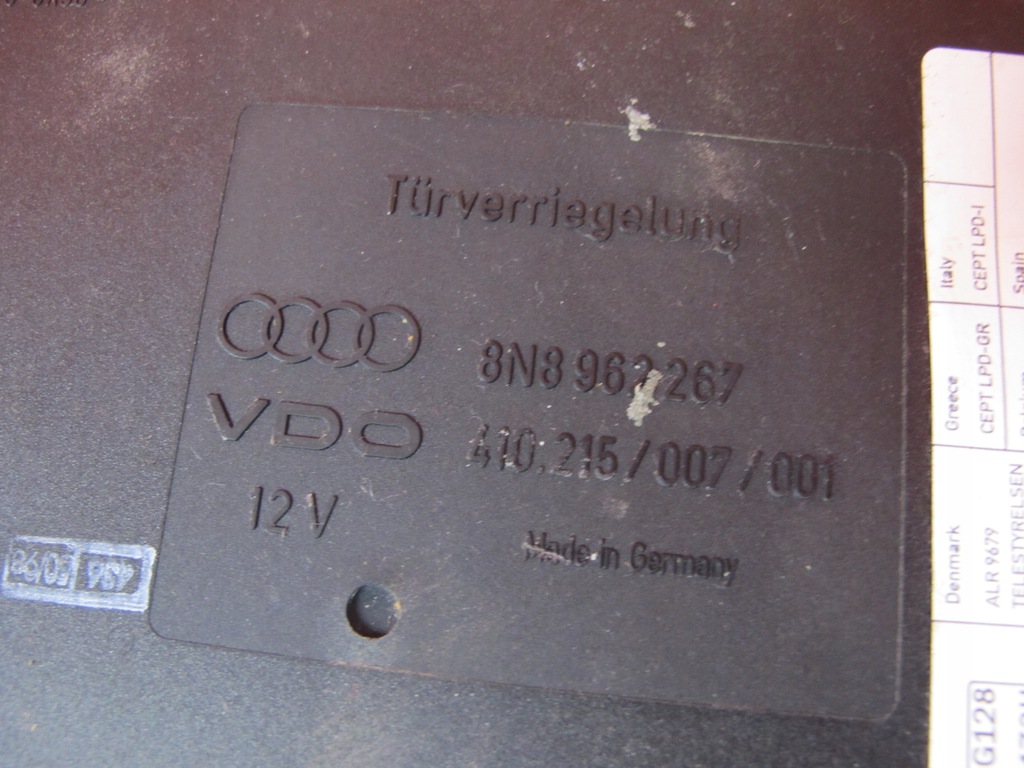 Türverriegelung
8N8 962 267
VDO
410.215/007/001
12V
Made in Germany
Italy
CEPT LPD-I
Spain
Greece
CEPT LPD-GR
Denmark
ALR 9679
TELESTYRELSEN
G128